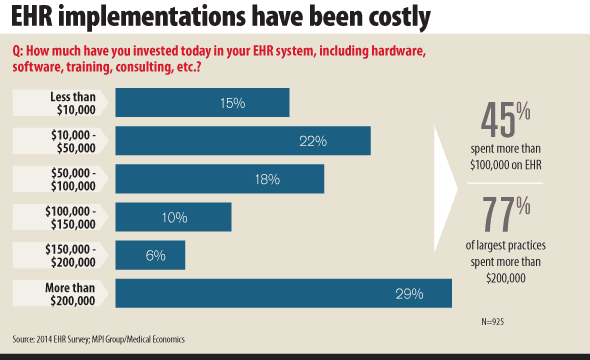 EHR implementations have been costly
Q: How much have you invested today in your EHR system, including hardware,
software, training, consulting, etc.?
Less than
$10,000
15%
$10,000 -
$50,000
22%
$50,000 -
$100,000
18%
$100,000 -
$150,000
10%
$150,000 -
$200,000
6%
More than
$200,000
29%
45%
spent more than
$100,000 on EHR
77%
of largest practices
spent more than
$200,000
N=925
Source: 2014 EHR Survey; MPI Group/Medical Economics